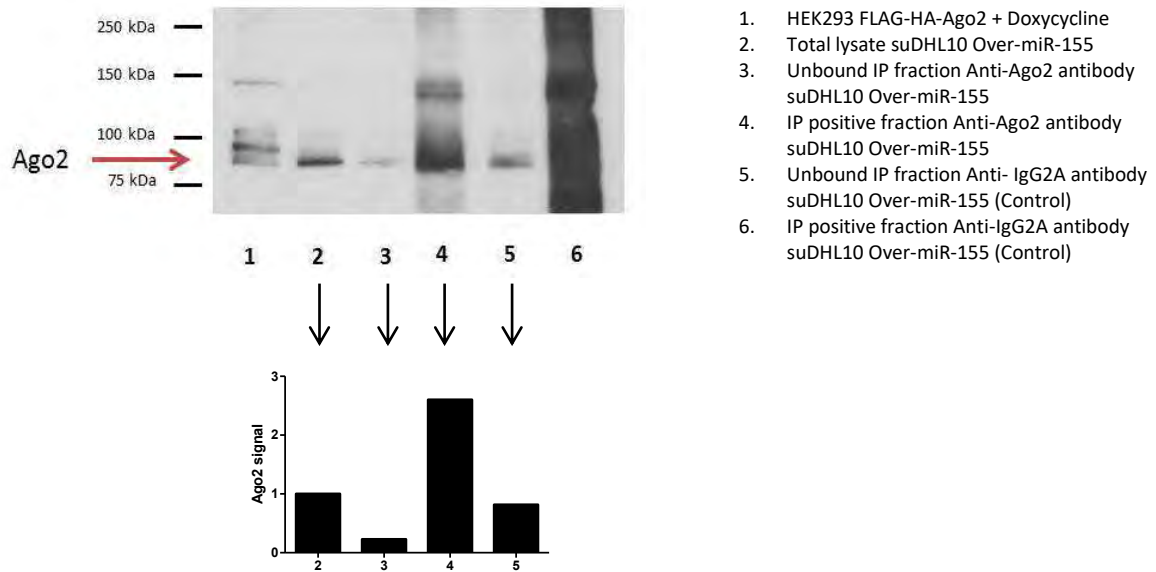 250 kDa
150 kDa
100 kDa
Ago2
75 kDa
1 2 3 4 5 6
1. HEK293 FLAG-HA-Ago2 + Doxycycline
2. Total lysate suDHL10 Over-miR-155
3. Unbound IP fraction Anti-Ago2 antibody
suDHL10 Over-miR-155
4. IP positive fraction Anti-Ago2 antibody
suDHL10 Over-miR-155
5. Unbound IP fraction Anti- IgG2A antibody
suDHL10 Over-miR-155 (Control)
6. IP positive fraction Anti-IgG2A antibody
suDHL10 Over-miR-155 (Control)
Ago2 signal
3
2
1
0
2 3 4 5